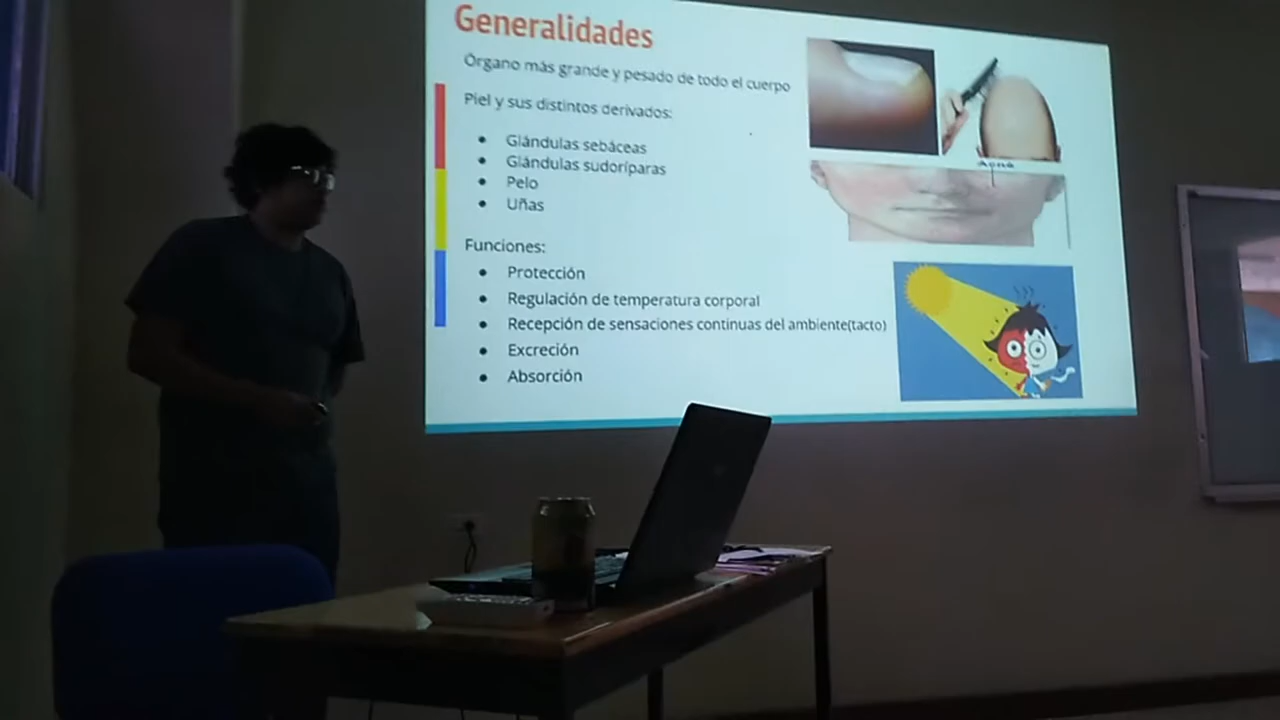 Generalidades
Órgano más grande y pesado de todo el cuerpo
Piel y sus distintos derivados:
Glándulas sebáceas
Glándulas sudoríparas
Pelo
Uñas
Funciones:
Protección
Regulación de temperatura corporal
Recepción de sensaciones continuas del ambiente(tacto)
Excreción
Absorción